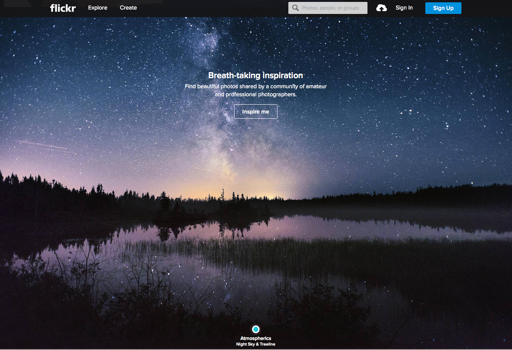 flickr
Explore
Create
Photos, people, or groups
Sign In
Sign Up
Breath-taking inspiration
Find beautiful photos shared by a community of amateur
and professional photographers.
Inspire me
Atmospherics
Night Sky & Treeline